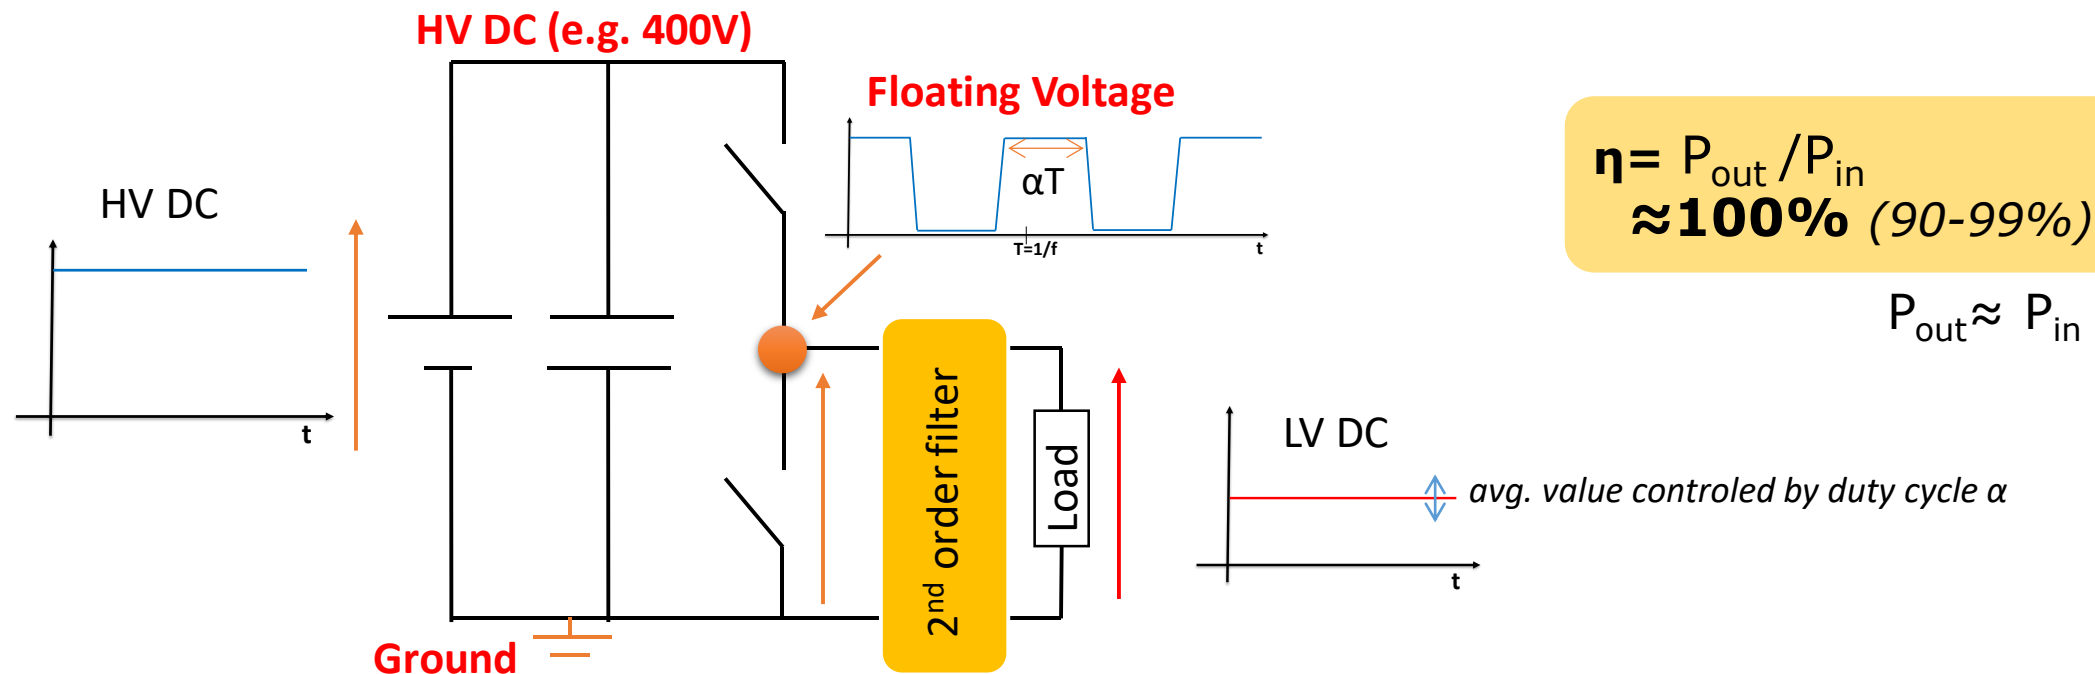 HV DC (e.g. 400V)
Floating Voltage
αT
T=1/f
t
HV DC
t
η= Pout /Pin
≈100% (90-99%)
Pout≈ Pin
2nd order filter
Load
LV DC
avg. value controled by duty cycle α
t
Ground